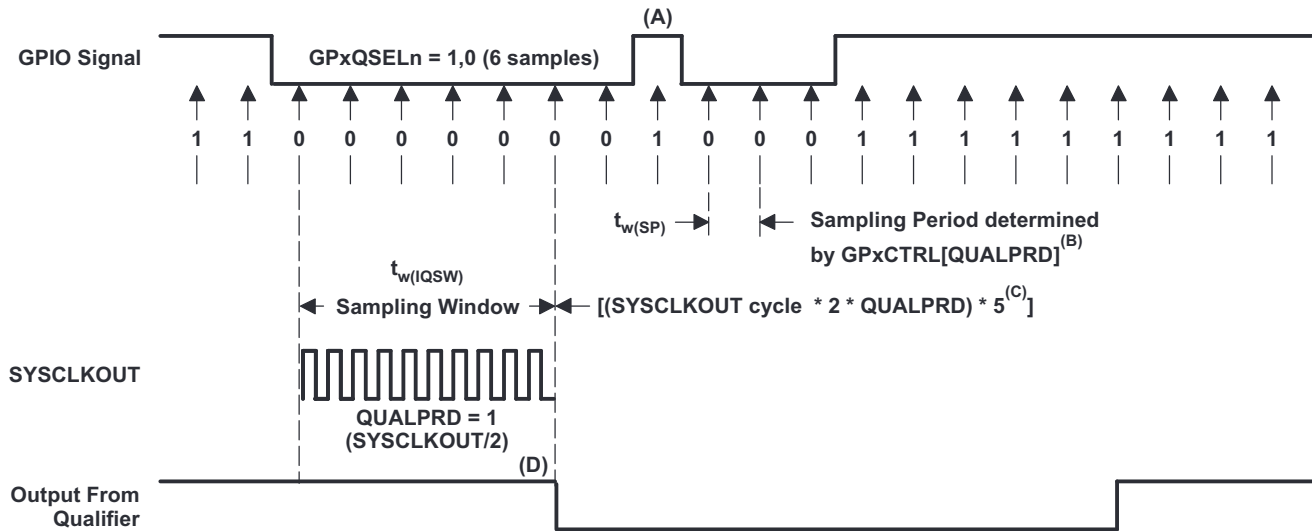 (A)
GPIO Signal
GPxQSELn = 1,0 (6 samples)
1 1 0 0 0 0 0 0 0 1 0 0 0 1 1 1 1 1 1 1 1 1
tw(SP)
Sampling Period determined
by GPxCTRL[QUALPRD](B)
tw(IQSW)
Sampling Window
[(SYSCLKOUT cycle * 2 * QUALPRD) * 5(C)]
SYSCLKOUT
QUALPRD = 1
(SYSCLKOUT/2)
(D)
Output From
Qualifier